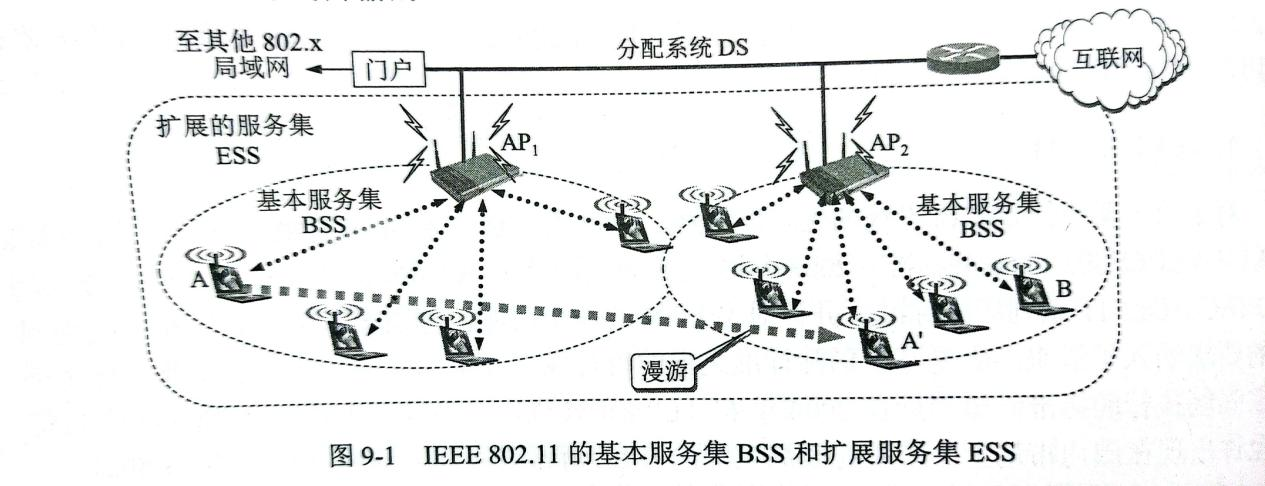 至其他 802.x
局域网
门户
分配系统 DS
互联网
扩展的服务集
ESS
AP₁
AP₂
基本服务集
BSS
基本服务集
BSS
A
B
A'
漫游
图 9-1 IEEE 802.11 的基本服务集 BSS 和扩展服务集 ESS